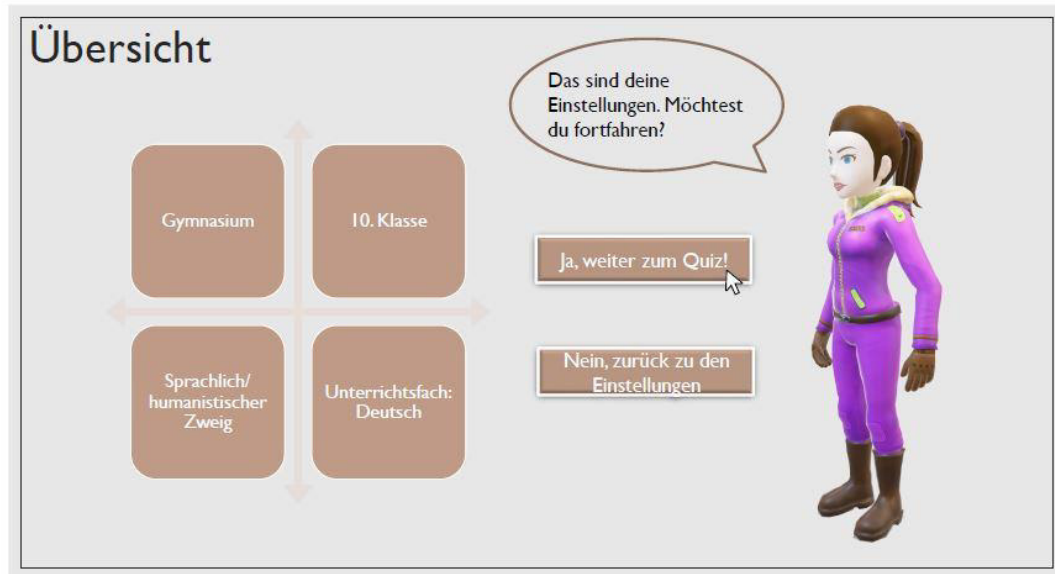 Übersicht
Das sind deine
Einstellungen. Möchtest
du fortfahren?
Gymnasium
10. Klasse
Ja, weiter zum Quiz!
Nein, zurück zu den
Einstellungen
Sprachlich/
humanistischer
Zweig
Unterrichtsfach:
Deutsch